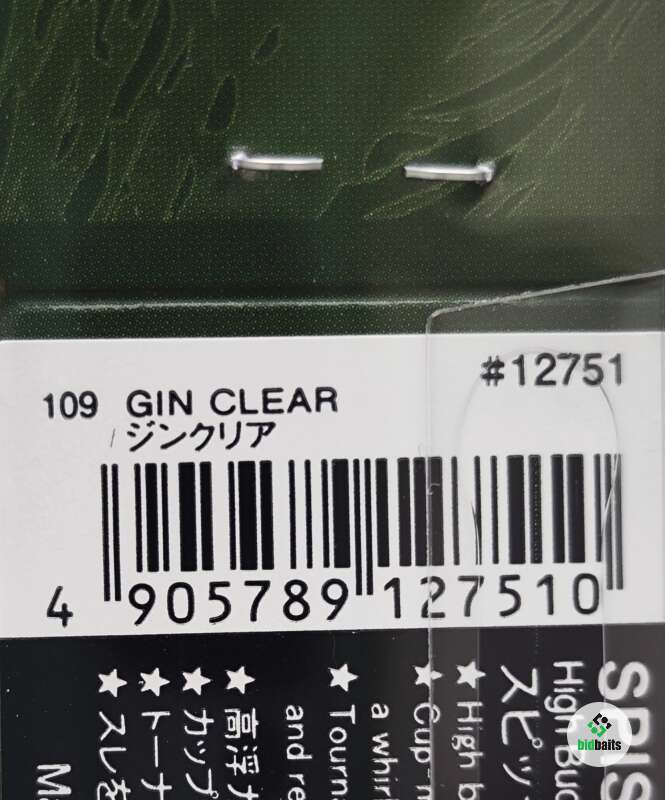 #12751
109 GIN CLEAR
ジンクリア
4 905789 127510
SPIS
High Buo
スピッ
★High b
★Cup
a whirl
★Tourna
and re
★高浮力
★カップ
★トーナ
★スレを
bidbaits